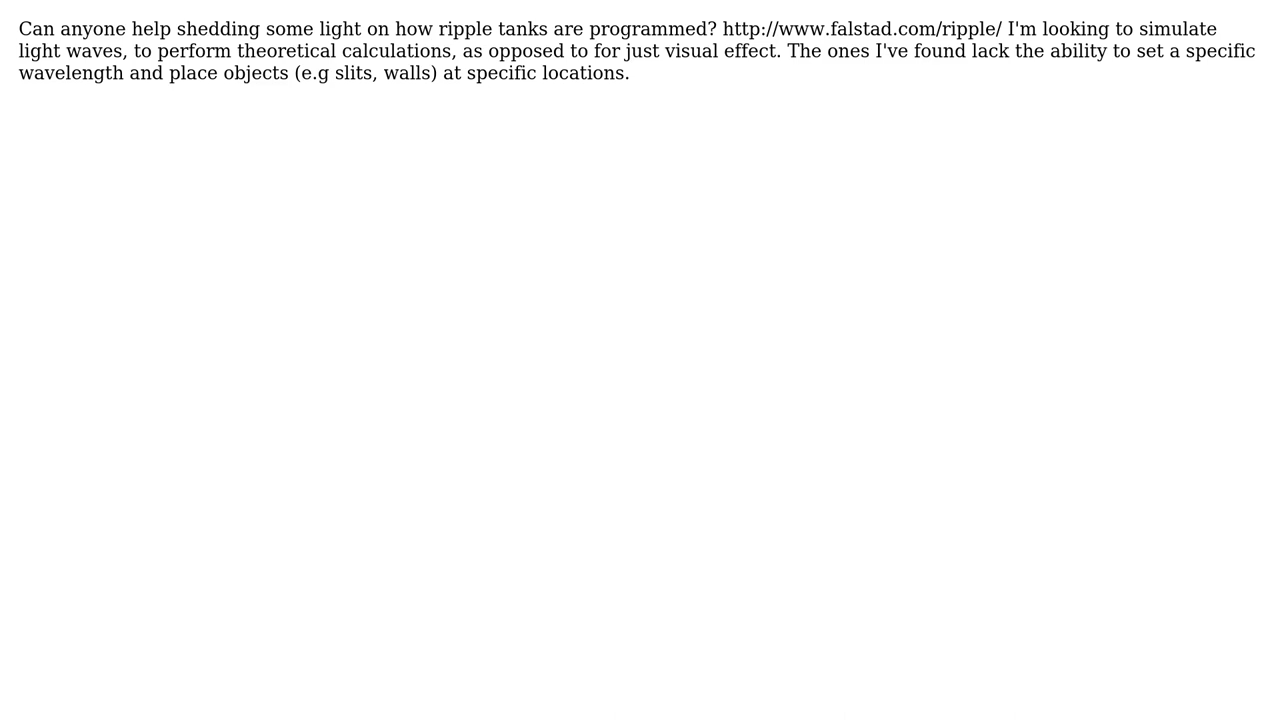 Can anyone help shedding some light on how ripple tanks are programmed? http://www.falstad.com/ripple/ I'm looking to simulate
light waves, to perform theoretical calculations, as opposed to for just visual effect. The ones I've found lack the ability to set a specific
wavelength and place objects (e.g slits, walls) at specific locations.